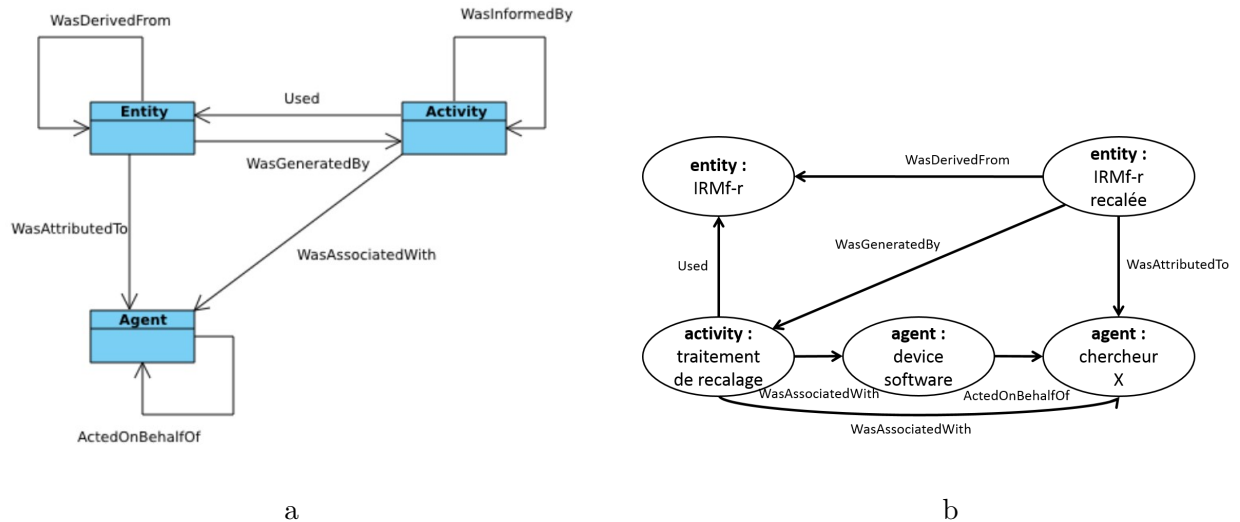 WasDerivedFrom
WasInformedBy
Entity
Used
Activity
WasGeneratedBy
WasAttributedTo
WasAssociatedWith
Agent
ActedOnBehalfOf
a
entity :
IRMf-r
WasDerivedFrom
entity :
IRMf-r
recalée
WasGeneratedBy
Used
WasAttributedTo
activity :
traitement
de recalage
agent :
device
software
agent :
chercheur
X
WasAssociatedWith
ActedOnBehalfOf
WasAssociatedWith
b